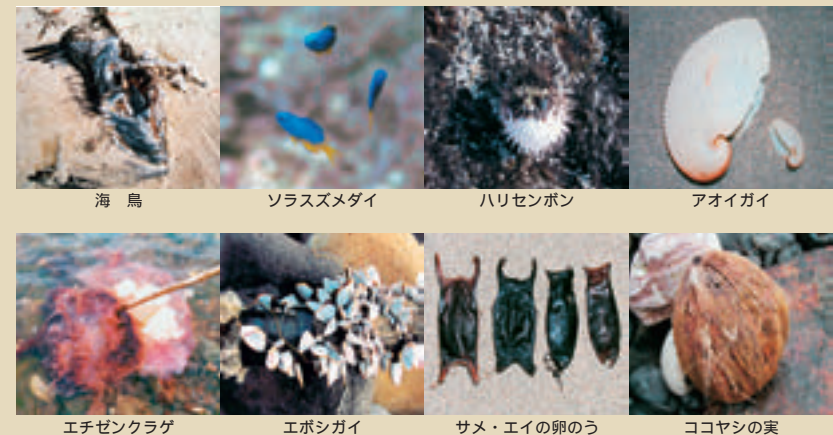 海　鳥
ソラスズメダイ
ハリセンボン
アオイガイ
エチゼンクラゲ
エボシガイ
サメ・エイの卵のう
ココヤシの実